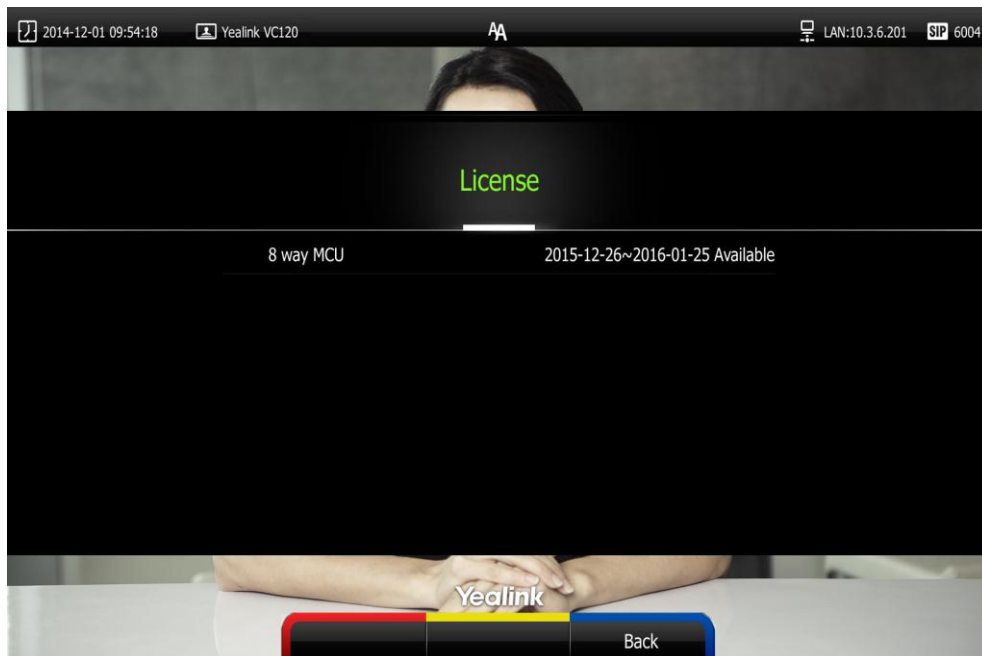 2014-12-01 09:54:18 Yealink VC120 AA LAN:10.3.6.201 SIP 6004
License
8 way MCU 2015-12-26~2016-01-25 Available
Yealink
Back